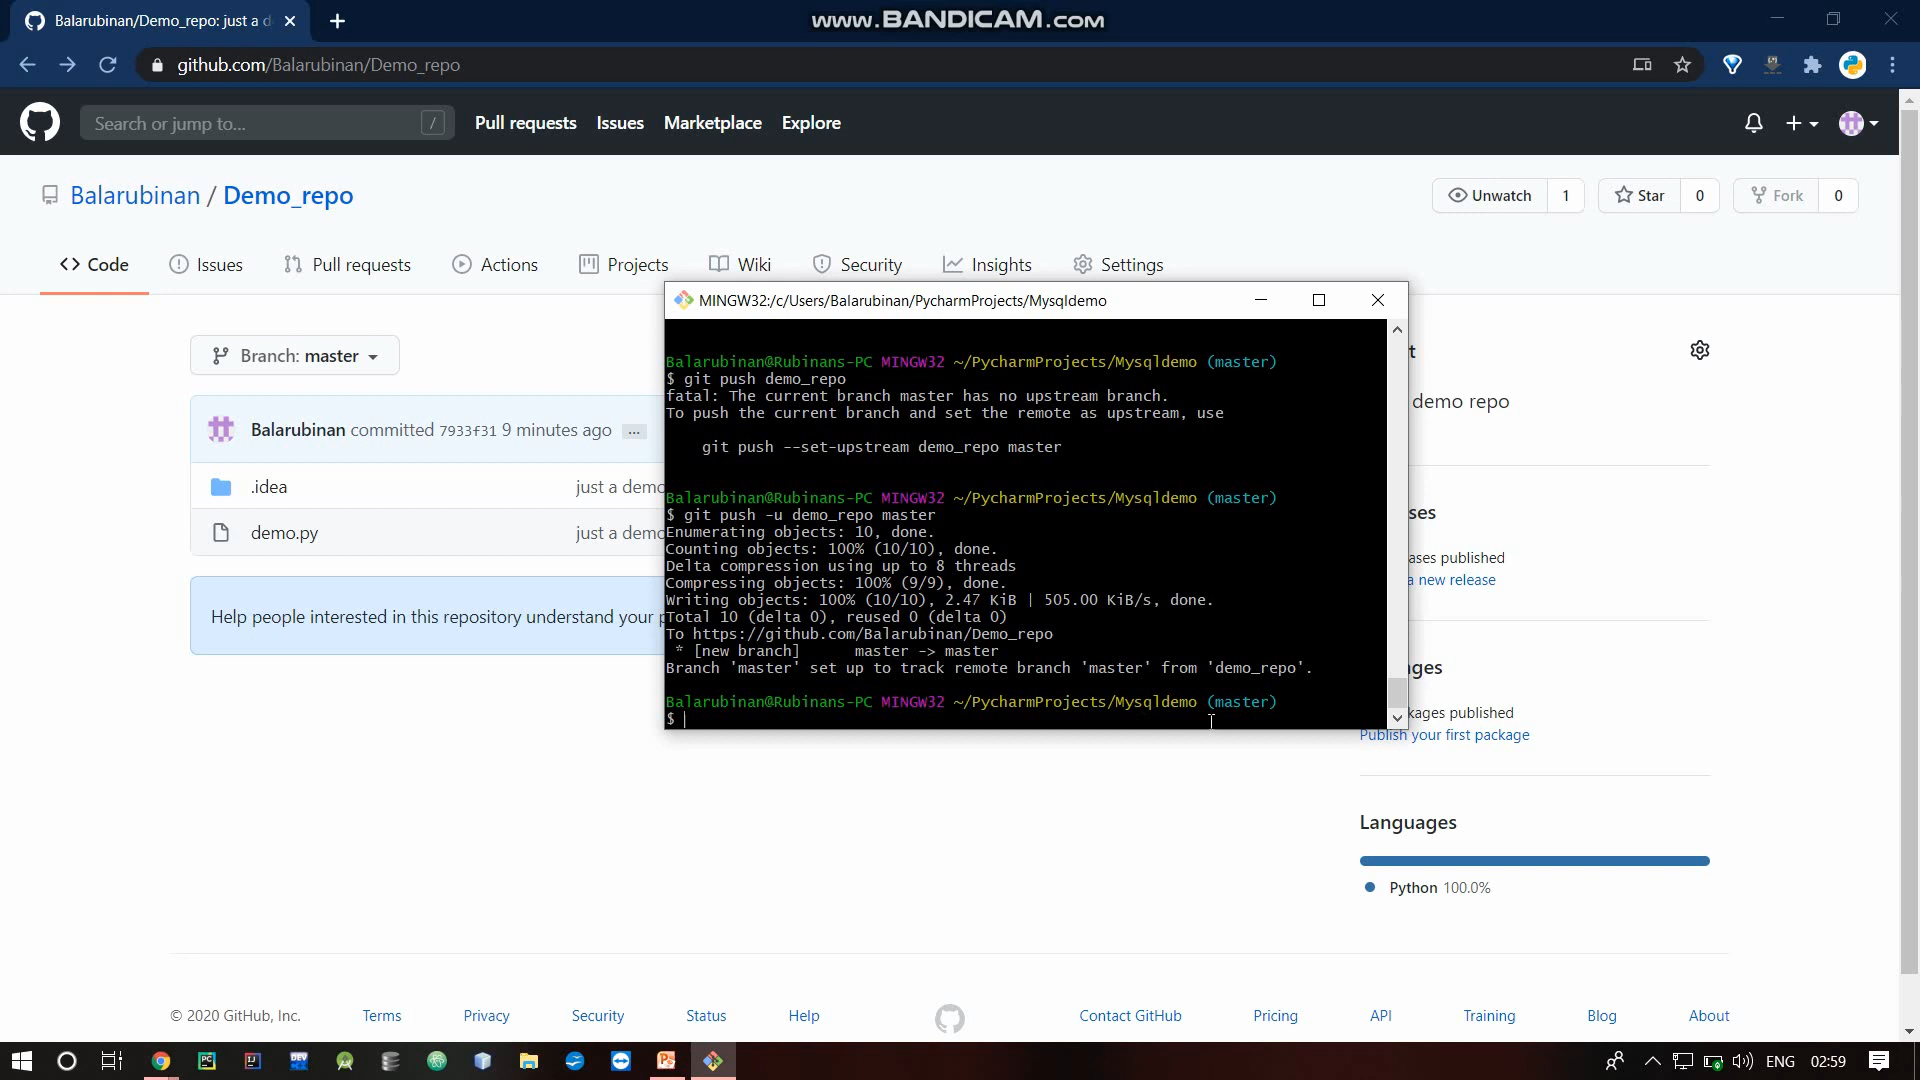 Balarubinan/Demo_repo: just a d
www.BANDICAM.com
github.com/Balarubinan/Demo_repo
Search or jump to...
/
Pull requests
Issues
Marketplace
Explore
Balarubinan / Demo_repo
Unwatch 1
Star 0
Fork 0
Code
Issues
Pull requests
Actions
Projects
Wiki
Security
Insights
Settings
Branch: master
Balarubinan committed 7933f31 9 minutes ago ...
.idea
just a demo
demo.py
just a demo
Help people interested in this repository understand your p
MINGW32:/c/Users/Balarubinan/PycharmProjects/Mysqldemo
Balarubinan@Rubinans-PC MINGW32 ~/PycharmProjects/Mysqldemo (master)
$ git push demo_repo
fatal: The current branch master has no upstream branch.
To push the current branch and set the remote as upstream, use
git push --set-upstream demo_repo master
Balarubinan@Rubinans-PC MINGW32 ~/PycharmProjects/Mysqldemo (master)
$ git push -u demo_repo master
Enumerating objects: 10, done.
Counting objects: 100% (10/10), done.
Delta compression using up to 8 threads
Compressing objects: 100% (9/9), done.
Writing objects: 100% (10/10), 2.47 KiB | 505.00 KiB/s, done.
Total 10 (delta 0), reused 0 (delta 0)
To https://github.com/Balarubinan/Demo_repo
* [new branch] master -> master
Branch 'master' set up to track remote branch 'master' from 'demo_repo'.
Balarubinan@Rubinans-PC MINGW32 ~/PycharmProjects/Mysqldemo (master)
$
t
demo repo
ses
ases published
a new release
ges
kages published
Publish your first package
Languages
Python 100.0%
© 2020 GitHub, Inc.
Terms
Privacy
Security
Status
Help
Contact GitHub
Pricing
API
Training
Blog
About
ENG
02:59